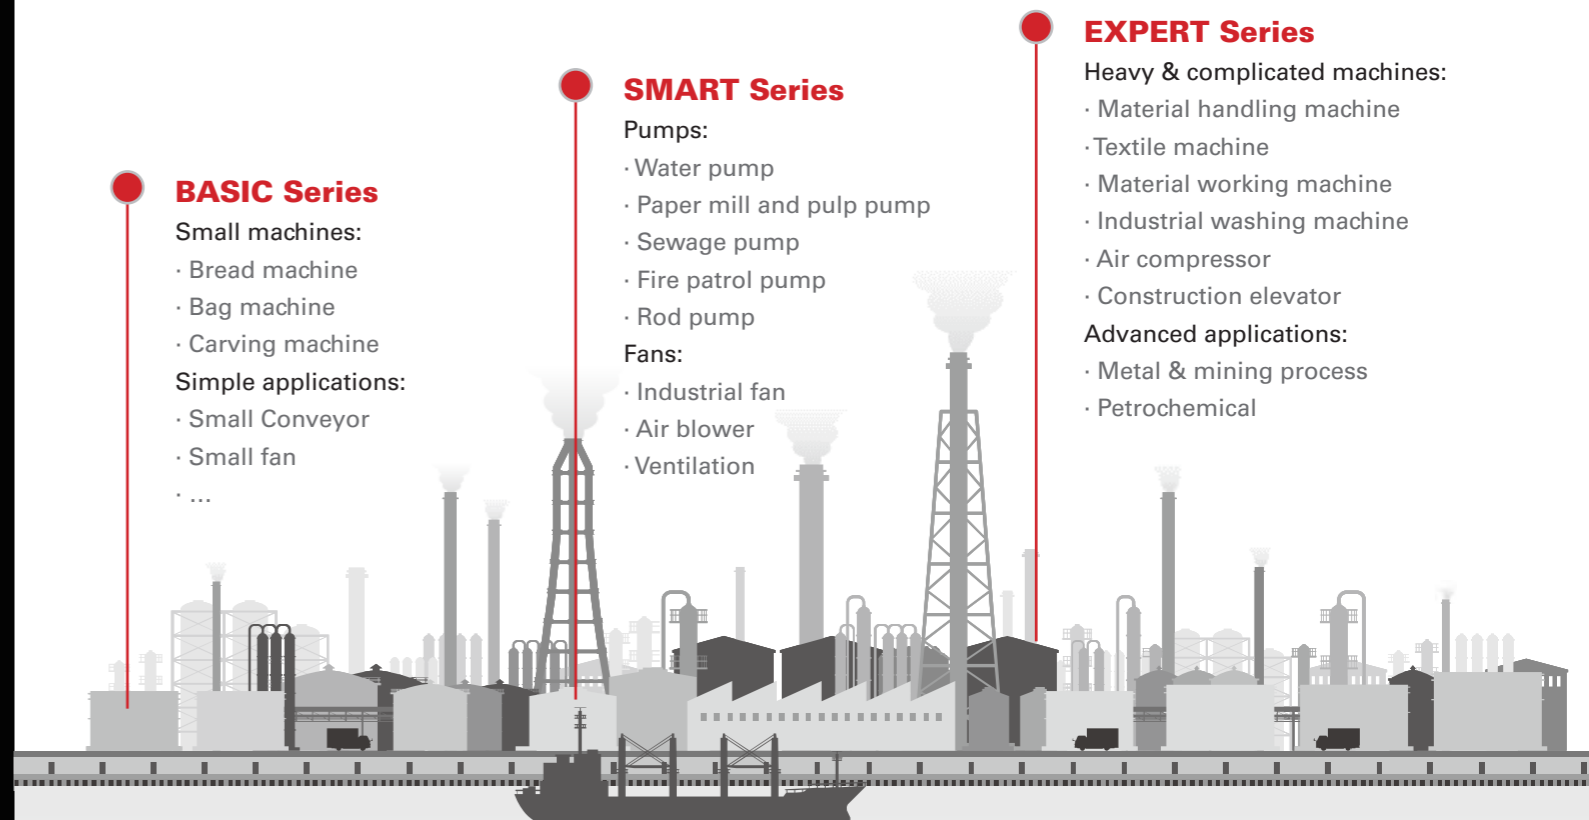 BASIC Series
Small machines:
· Bread machine
· Bag machine
· Carving machine
Simple applications:
· Small Conveyor
· Small fan
· ...
SMART Series
Pumps:
· Water pump
· Paper mill and pulp pump
· Sewage pump
· Fire patrol pump
· Rod pump
Fans:
· Industrial fan
· Air blower
· Ventilation
EXPERT Series
Heavy & complicated machines:
· Material handling machine
· Textile machine
· Material working machine
· Industrial washing machine
· Air compressor
· Construction elevator
Advanced applications:
· Metal & mining process
· Petrochemical